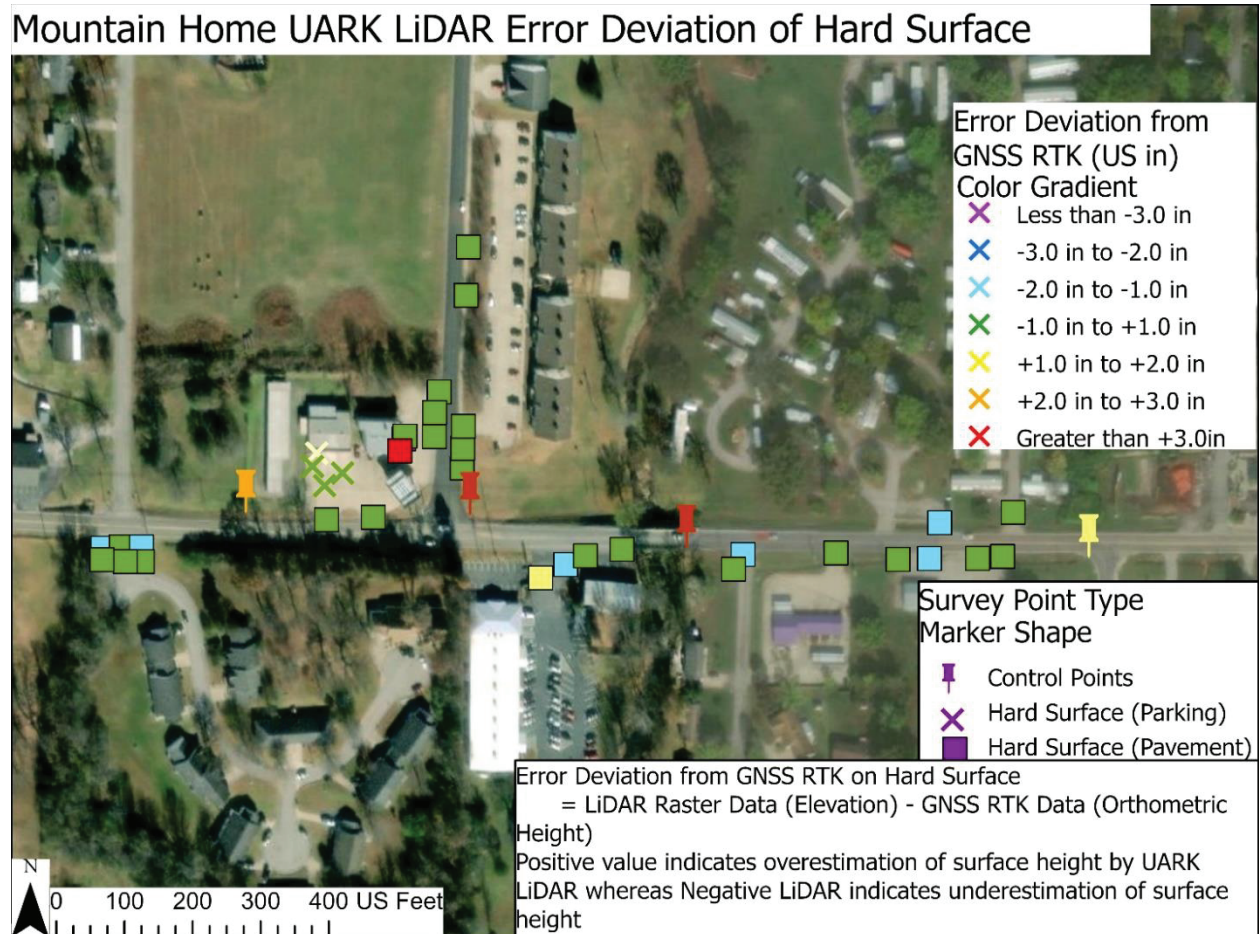 Mountain Home UARK LiDAR Error Deviation of Hard Surface
Error Deviation from
GNSS RTK (US in)
Color Gradient
Less than -3.0 in
-3.0 in to -2.0 in
-2.0 in to -1.0 in
-1.0 in to +1.0 in
+1.0 in to +2.0 in
+2.0 in to +3.0 in
Greater than +3.0in
Survey Point Type
Marker Shape
Control Points
Hard Surface (Parking)
Hard Surface (Pavement)
Error Deviation from GNSS RTK on Hard Surface
= LiDAR Raster Data (Elevation) - GNSS RTK Data (Orthometric
Height)
Positive value indicates overestimation of surface height by UARK
LiDAR whereas Negative LiDAR indicates underestimation of surface
height
N
0 100 200 300 400 US Feet